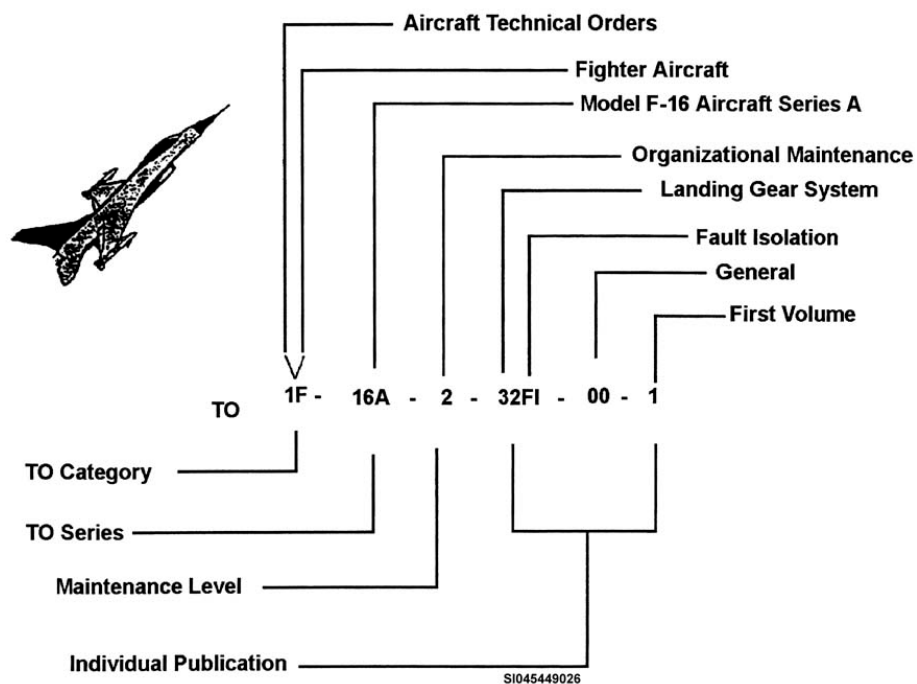 Aircraft Technical Orders
Fighter Aircraft
Model F-16 Aircraft Series A
Organizational Maintenance
Landing Gear System
Fault Isolation
General
First Volume
TO 1F - 16A - 2 - 32FI - 00 - 1
TO Category
TO Series
Maintenance Level
Individual Publication
SI045449026